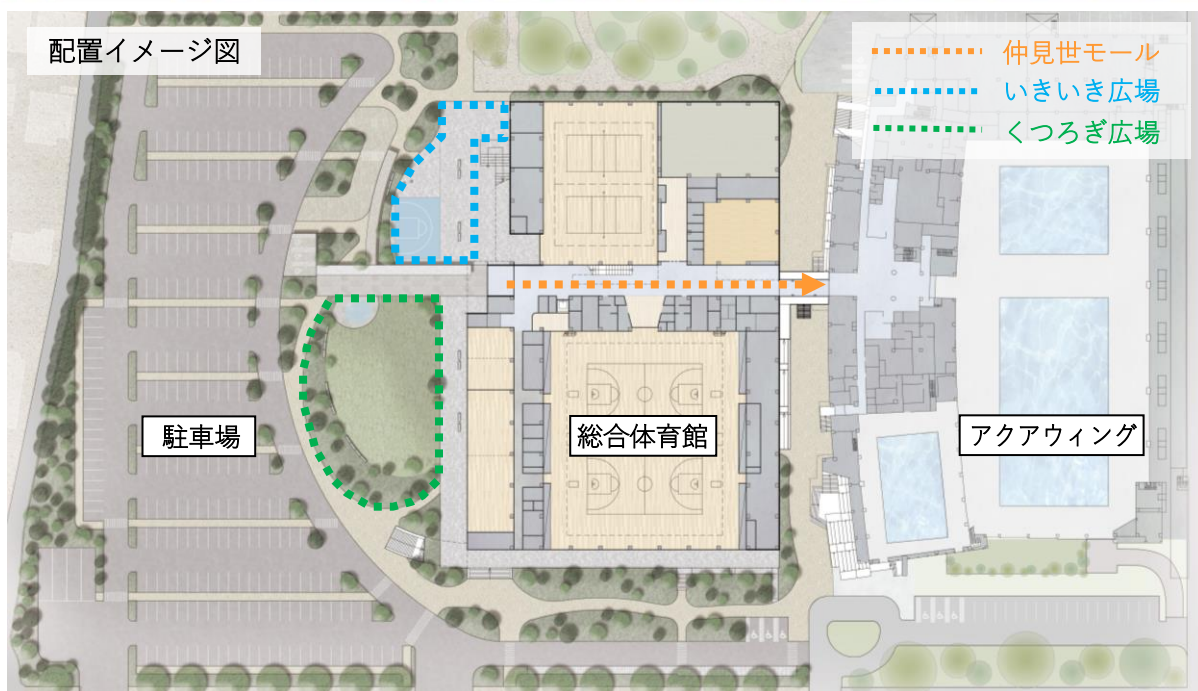 配置イメージ図
仲見世モール
いきいき広場
くつろぎ広場
駐車場
総合体育館
アクアウィング